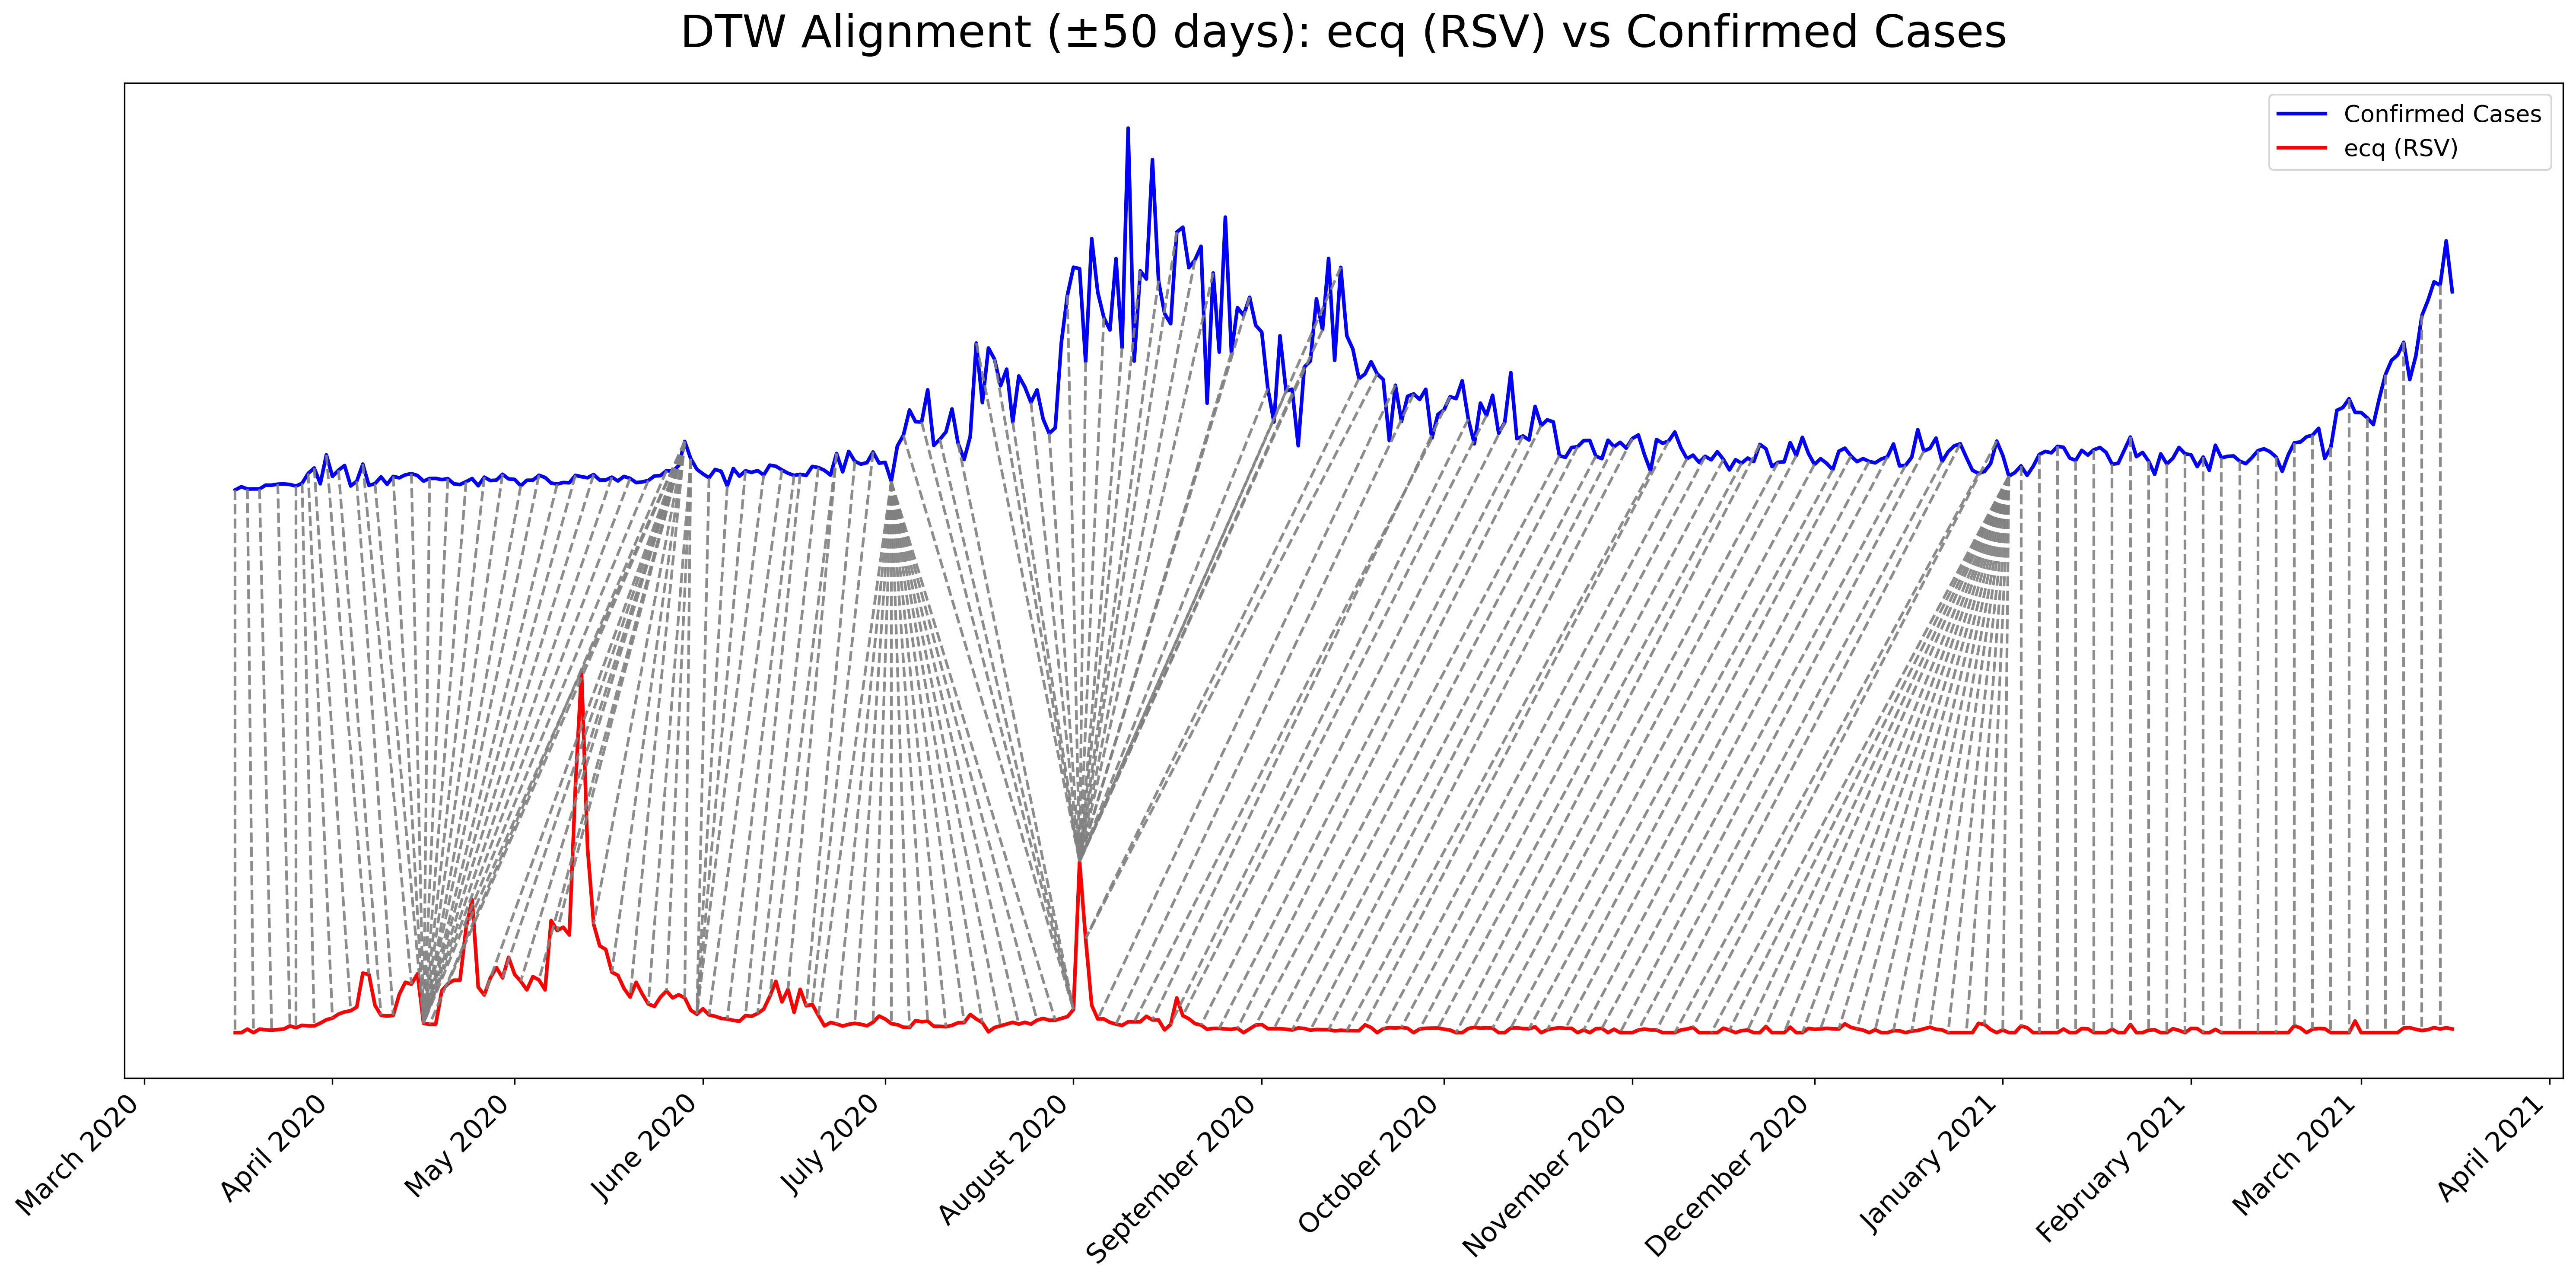 DTW Alignment (±50 days): ecq (RSV) vs Confirmed Cases
Confirmed Cases
ecq (RSV)
March 2020
April 2020
May 2020
June 2020
July 2020
August 2020
September 2020
October 2020
November 2020
December 2020
January 2021
February 2021
March 2021
April 2021